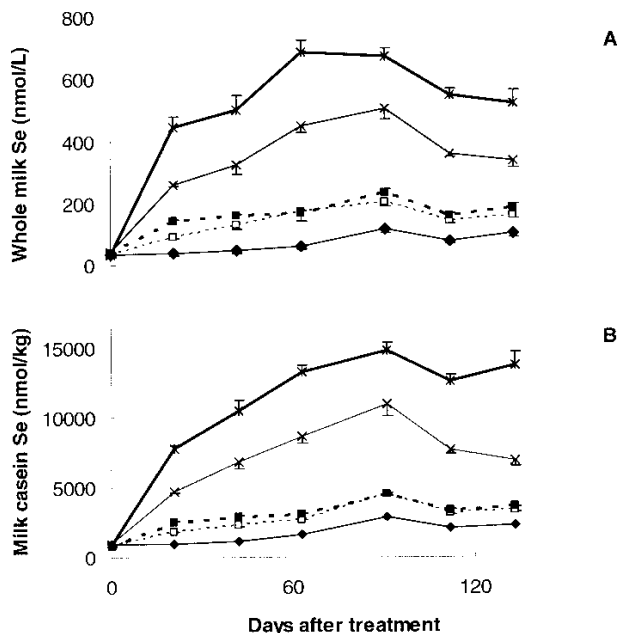 A
Whole milk Se (nmol/L)
800
600
400
200
0
B
Milk casein Se (nmol/kg)
15000
10000
5000
0
0 60 120
Days after treatment